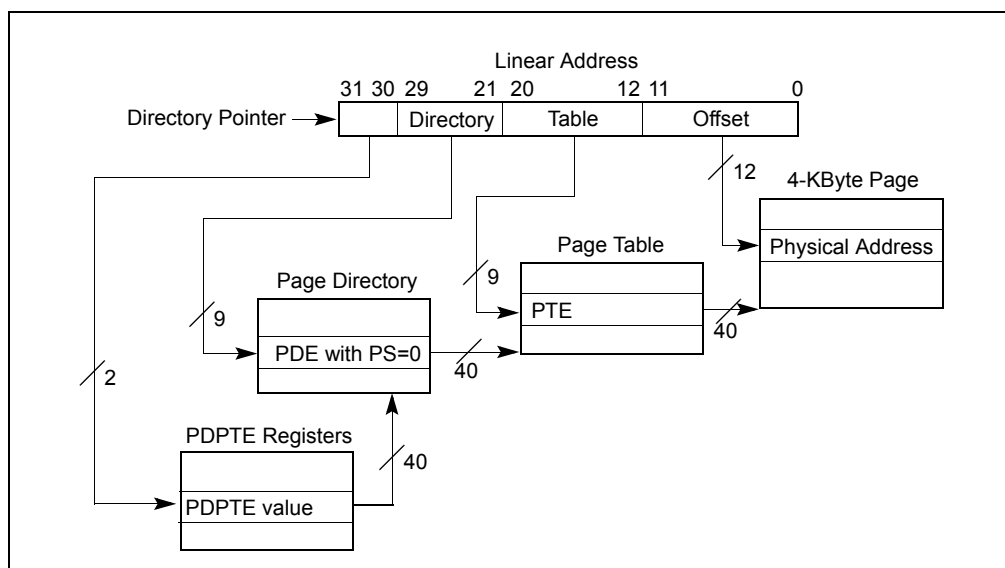 Linear Address
31 30 29 21 20 12 11 0
Directory Pointer
Directory Table Offset
12
4-KByte Page
Physical Address
Page Table
9
PTE
40
Page Directory
9
PDE with PS=0
40
2
PDPTE Registers
40
PDPTE value